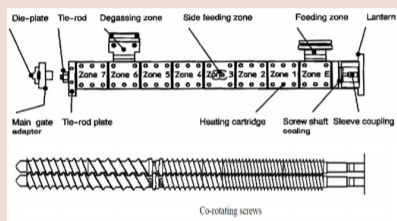 Die-plate
Tie-rod
Degassing zone
Side feeding zone
Feeding zone
Lantern
Zone 7
Zone 6
Zone 5
Zone 4
Zone 3
Zone 2
Zone 1
Zone E
Main gate
adapter
Tie-rod plate
Heating cartridge
Screw shaft
sealing
Sleeve coupling
Co-rotating screws